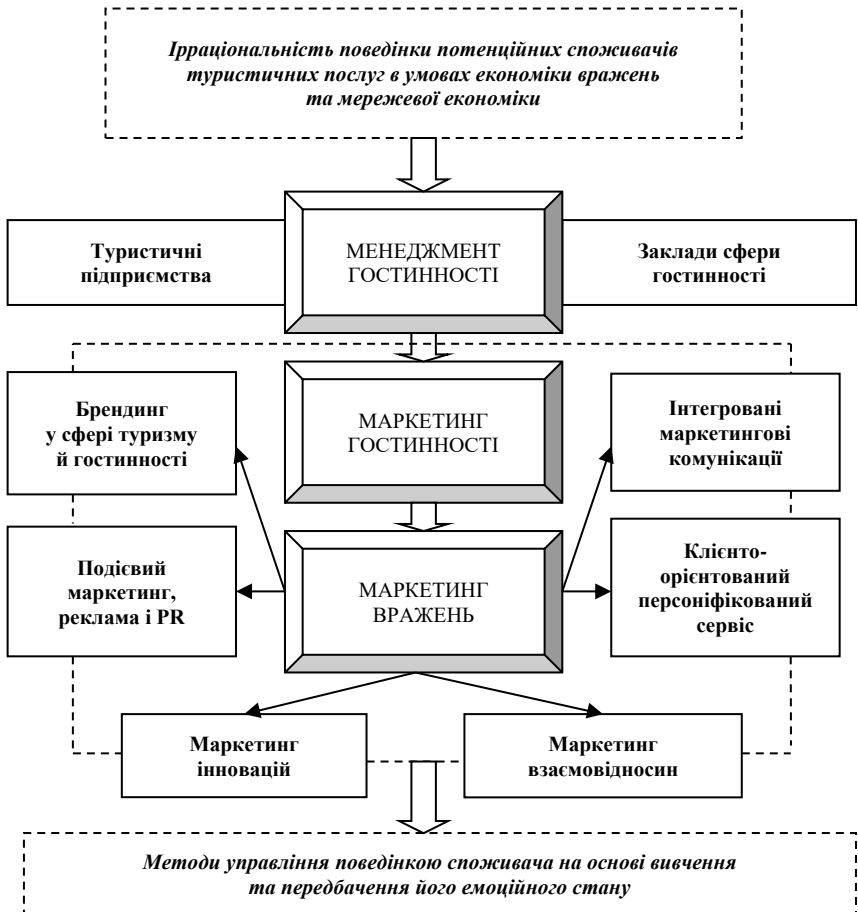 Ірраціональність поведінки потенційних споживачів
туристичних послуг в умовах економіки вражень
та мережевої економіки
Туристичні
підприємства
МЕНЕДЖМЕНТ
ГОСТИННОСТІ
Заклади сфери
гостинності
Брендинг
у сфері туризму
й гостинності
МАРКЕТИНГ
ГОСТИННОСТІ
Інтегровані
маркетингові
комунікації
Подієвий
маркетинг,
реклама і PR
МАРКЕТИНГ
ВРАЖЕНЬ
Клієнто-
орієнтований
персоніфікований
сервіс
Маркетинг
інновацій
Маркетинг
взаємовідносин
Методи управління поведінкою споживача на основі вивчення
та передбачення його емоційного стану